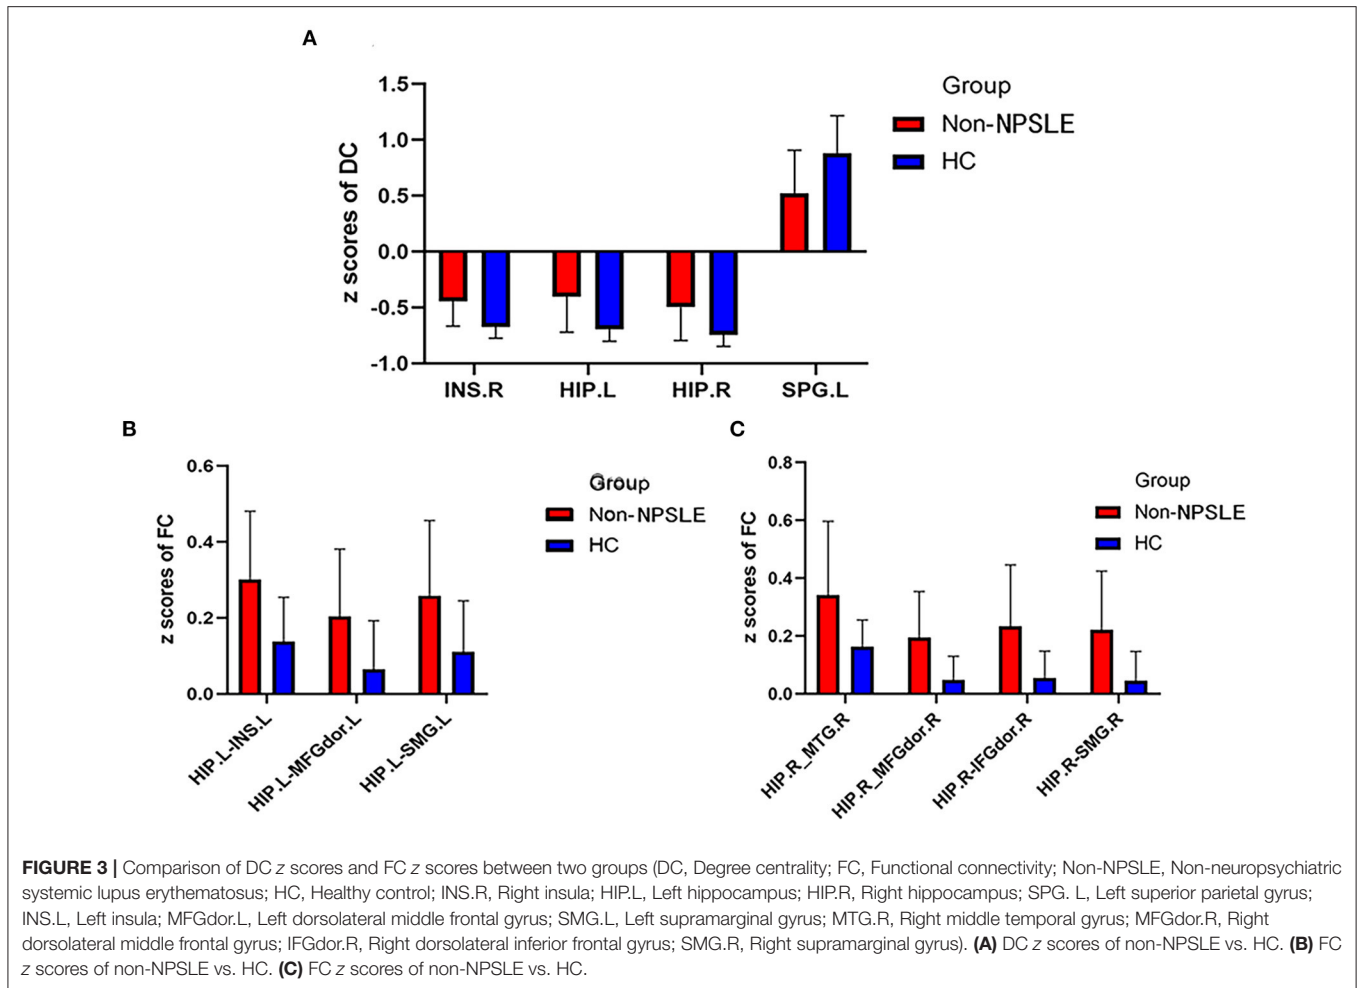 A
Group
Non-NPSLE
HC
z scores of DC
1.5
1.0
0.5
0.0
-0.5
-1.0
INS.R HIP.L HIP.R SPG.L
B
Group
Non-NPSLE
HC
z scores of FC
0.6
0.4
0.2
0.0
HIP.L-INS.L
HIP.L-MFGdor.L
HIP.L-SMG.L
C
Group
Non-NPSLE
HC
z scores of FC
0.8
0.6
0.4
0.2
0.0
HIP.R_MTG.R
HIP.R_MFGdor.R
HIP.R-IFGdor.R
HIP.R-SMG.R
FIGURE 3 | Comparison of DC z scores and FC z scores between two groups (DC, Degree centrality; FC, Functional connectivity; Non-NPSLE, Non-neuropsychiatric
systemic lupus erythematosus; HC, Healthy control; INS.R, Right insula; HIP.L, Left hippocampus; HIP.R, Right hippocampus; SPG. L, Left superior parietal gyrus;
INS.L, Left insula; MFGdor.L, Left dorsolateral middle frontal gyrus; SMG.L, Left supramarginal gyrus; MTG.R, Right middle temporal gyrus; MFGdor.R, Right
dorsolateral middle frontal gyrus; IFGdor.R, Right dorsolateral inferior frontal gyrus; SMG.R, Right supramarginal gyrus). (A) DC z scores of non-NPSLE vs. HC. (B) FC
z scores of non-NPSLE vs. HC. (C) FC z scores of non-NPSLE vs. HC.